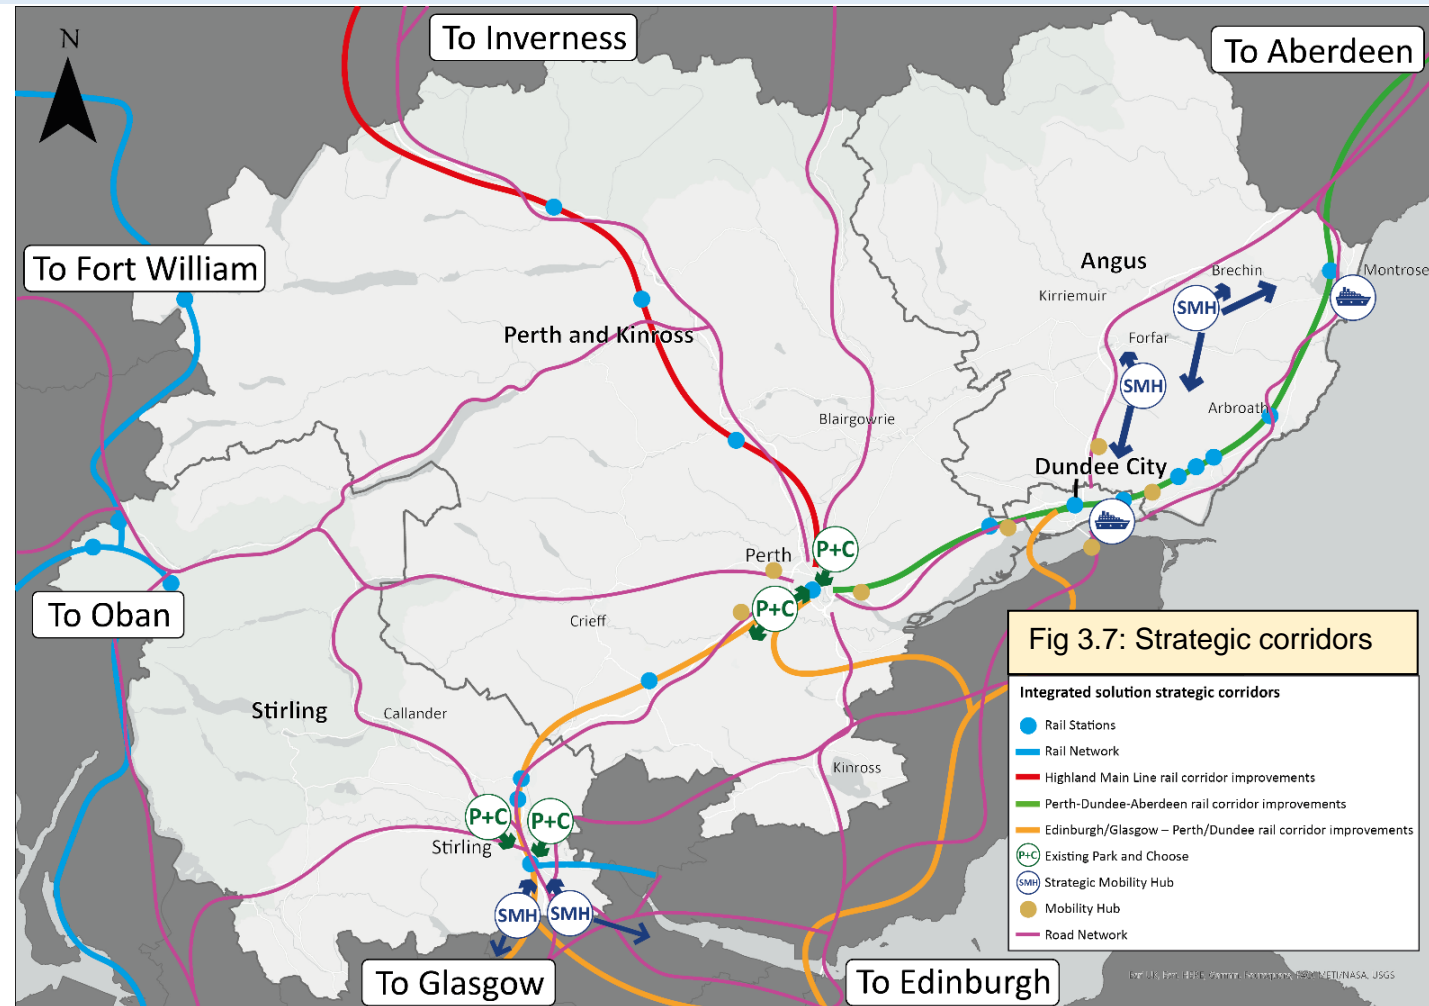 To Inverness
To Aberdeen
N
To Fort William
Angus
Brechin
Montrose
Kirriemuir
SMH
Perth and Kinross
Forfar
SMH
Blairgowrie
Arbroath
Dundee City
Perth
P+C
To Oban
P+C
Crieff
Fig 3.7: Strategic corridors
Integrated solution strategic corridors
Rail Stations
Rail Network
Highland Main Line rail corridor improvements
Perth-Dundee-Aberdeen rail corridor improvements
Edinburgh/Glasgow – Perth/Dundee rail corridor improvements
P+C Existing Park and Choose
SMH Strategic Mobility Hub
Mobility Hub
Road Network
Stirling
Callander
Kinross
P+C
P+C
Stirling
SMH
SMH
To Glasgow
To Edinburgh
METI/NASA, USGS